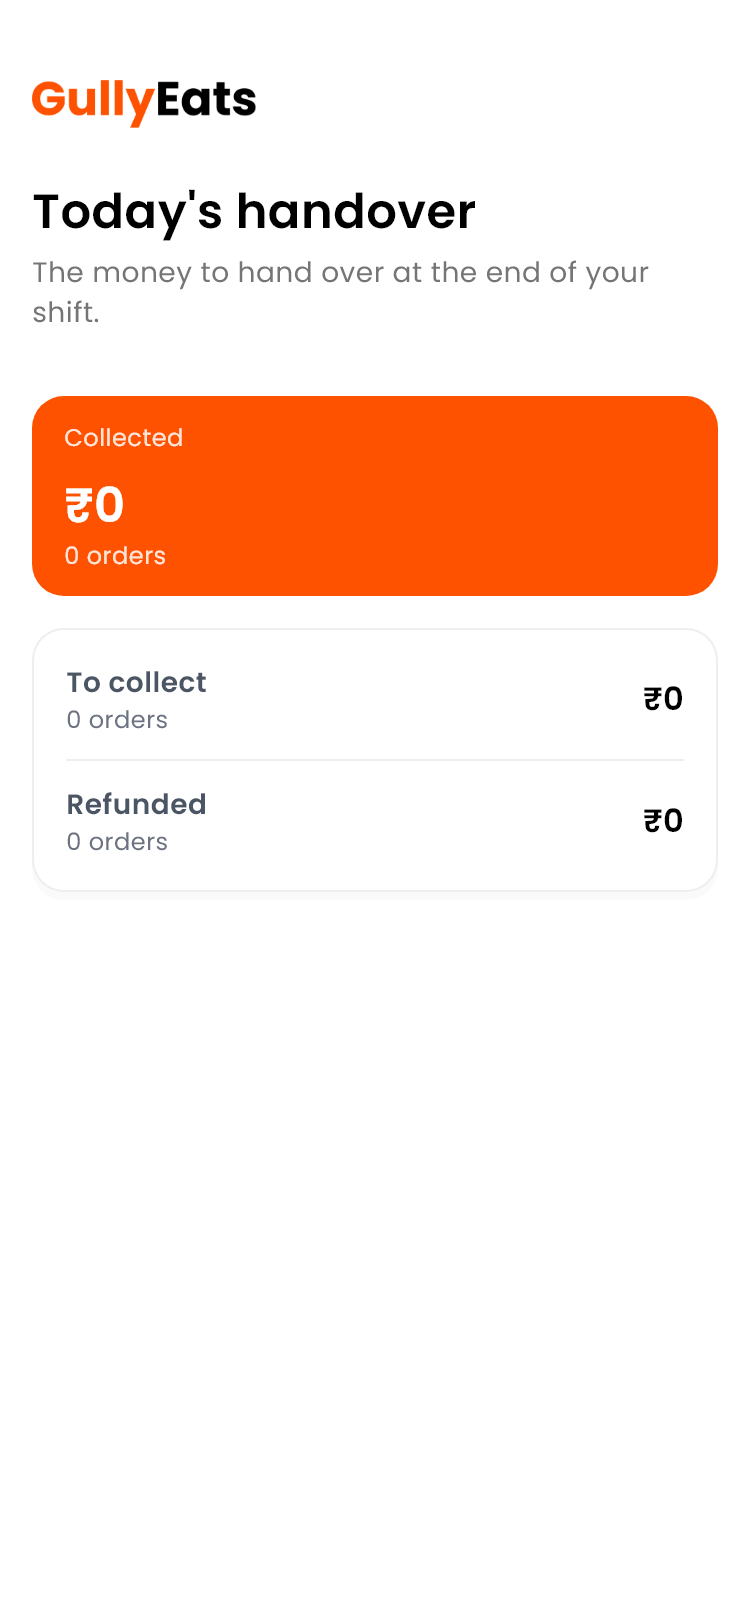 GullyEats
Today's handover
The money to hand over at the end of your
shift.
Collected
₹0
0 orders
To collect
0 orders
₹0
Refunded
0 orders
₹0